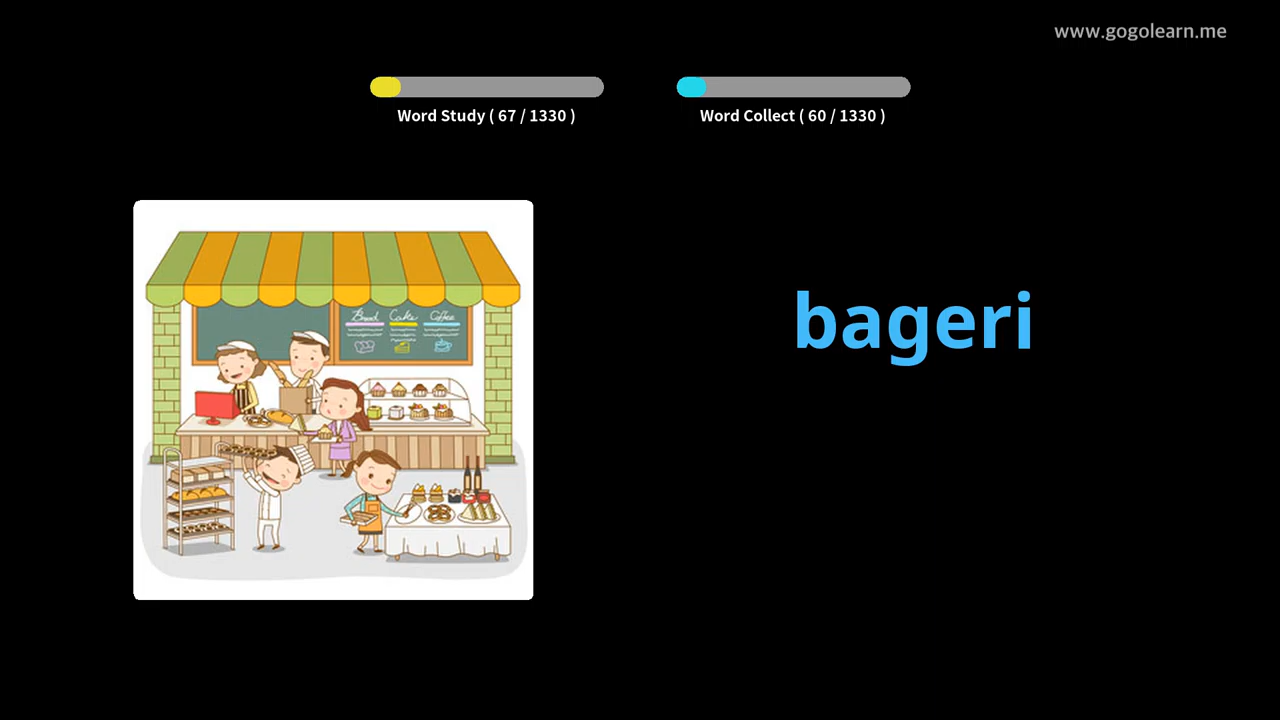 www.gogolearn.me
Word Study ( 67 / 1330 )
Word Collect ( 60 / 1330 )
Bread Cake Coffee
bageri